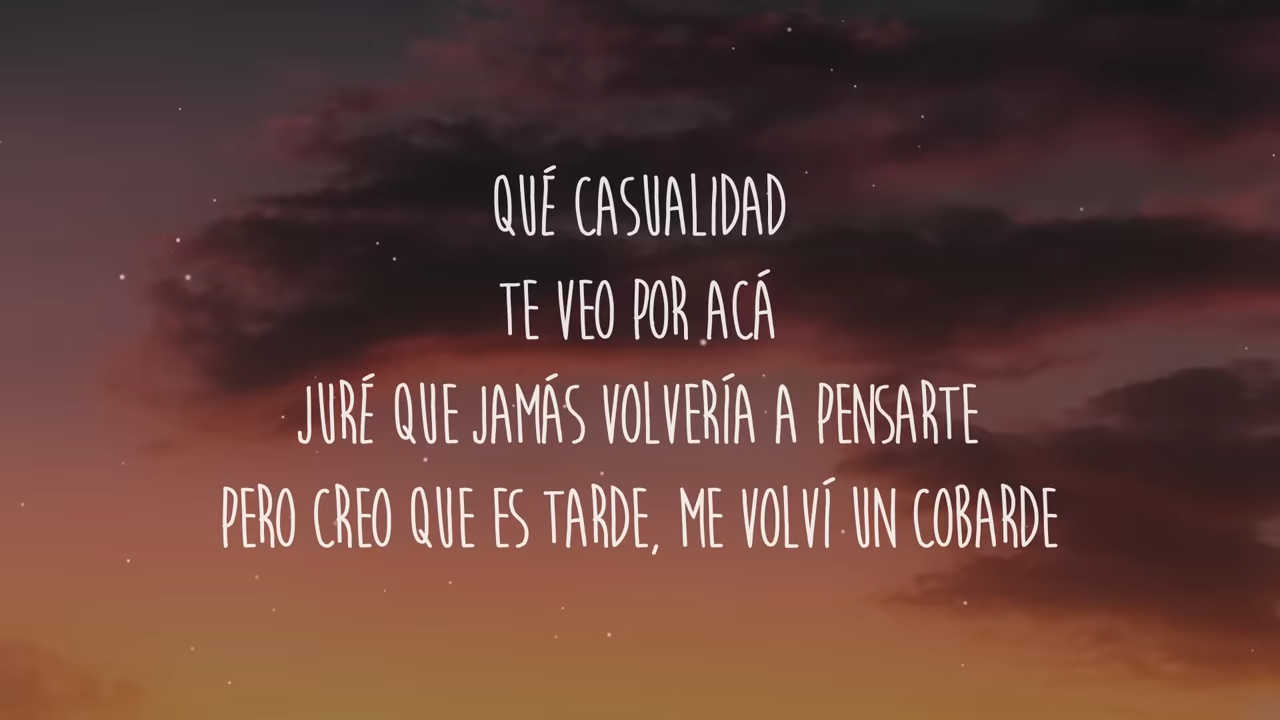 QUÉ CASUALIDAD
TE VEO POR ACÁ
JURÉ QUE JAMÁS VOLVERÍA A PENSARTE
PERO CREO QUE ES TARDE, ME VOLVÍ UN COBARDE